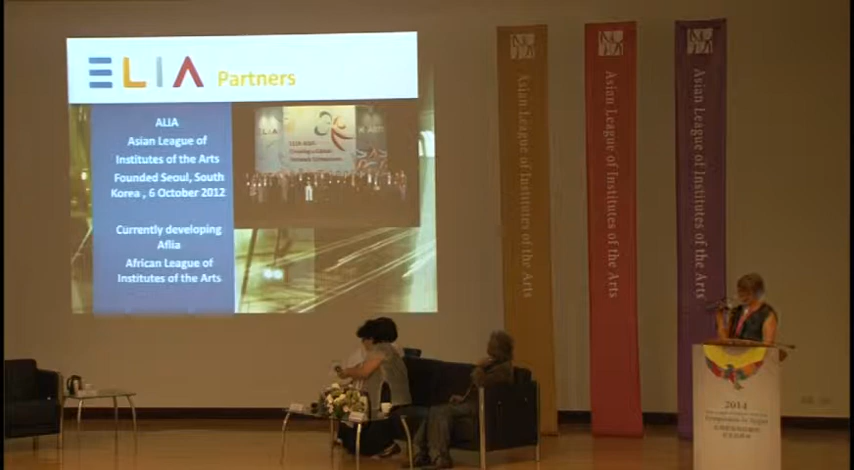 ELIA Partners
ALIA
Asian League of
Institutes of the Arts
Founded Seoul, South
Korea , 6 October 2012
Currently developing
Aflia
African League of
Institutes of the Arts
ELIA
Asian League of Institutes of the Arts
Asian League of Institutes of the Arts
Asian League of Institutes of the Arts
2014